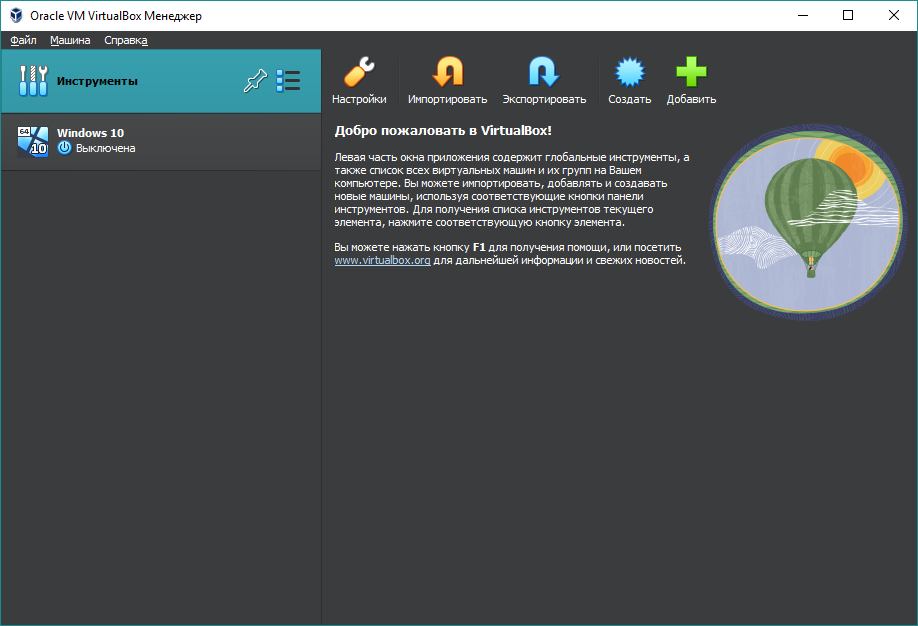 Oracle VM VirtualBox Менеджер
Файл Машина Справка
Инструменты
64
10
Windows 10
Выключена
Настройки Импортировать Экспортировать Создать Добавить
Добро пожаловать в VirtualBox!
Левая часть окна приложения содержит глобальные инструменты, а
также список всех виртуальных машин и их групп на Вашем
компьютере. Вы можете импортировать, добавлять и создавать
новые машины, используя соответствующие кнопки панели
инструментов. Для получения списка инструментов текущего
элемента, нажмите соответствующую кнопку элемента.
Вы можете нажать кнопку F1 для получения помощи, или посетить
www.virtualbox.org для дальнейшей информации и свежих новостей.